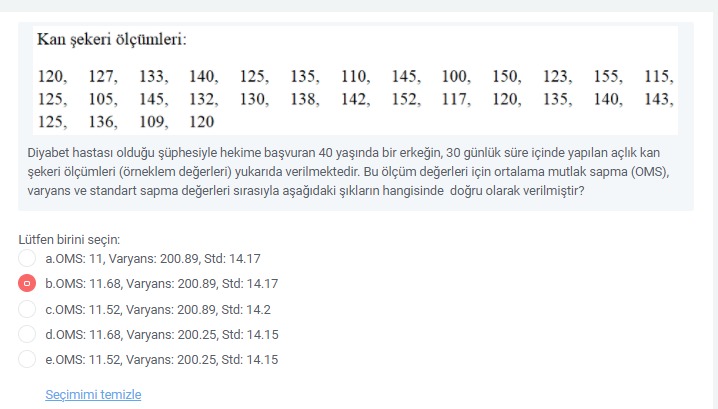 Kan şekeri ölçümleri:
120, 127, 133, 140, 125, 135, 110, 145, 100, 150, 123, 155, 115,
125, 105, 145, 132, 130, 138, 142, 152, 117, 120, 135, 140, 143,
125, 136, 109, 120
Diyabet hastası olduğu şüphesiyle hekime başvuran 40 yaşında bir erkeğin, 30 günlük süre içinde yapılan açlık kan
şekeri ölçümleri (örneklem değerleri) yukarıda verilmektedir. Bu ölçüm değerleri için ortalama mutlak sapma (OMS),
varyans ve standart sapma değerleri sırasıyla aşağıdaki şıkların hangisinde doğru olarak verilmiştir?
Lütfen birini seçin:
a.OMS: 11, Varyans: 200.89, Std: 14.17
b.OMS: 11.68, Varyans: 200.89, Std: 14.17
c.OMS: 11.52, Varyans: 200.89, Std: 14.2
d.OMS: 11.68, Varyans: 200.25, Std: 14.15
e.OMS: 11.52, Varyans: 200.25, Std: 14.15
Seçimimi temizle